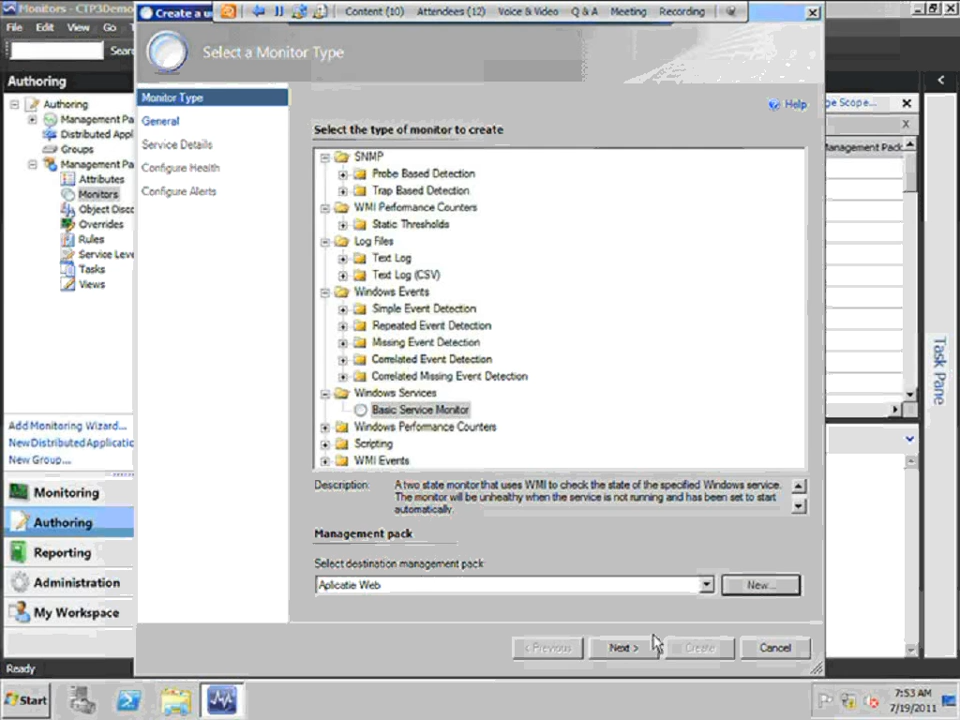 Monitors - CTP3Demo
Create a u
Content (10) Attendees (12) Voice & Video Q & A Meeting Recording
File Edit View Go
Sear
Select a Monitor Type
Authoring
Authoring
Management Pa
Distributed Appl
Groups
Management Pa
Attributes
Monitors
Object Disco
Overrides
Rules
Service Leve
Tasks
Views
Add Monitoring Wizard...
New Distributed Applicatio
New Group...
Monitoring
Authoring
Reporting
Administration
My Workspace
Ready
Monitor Type
General
Service Details
Configure Health
Configure Alerts
Help
Select the type of monitor to create
SNMP
Probe Based Detection
Trap Based Detection
WMI Performance Counters
Static Thresholds
Log Files
Text Log
Text Log (CSV)
Windows Events
Simple Event Detection
Repeated Event Detection
Missing Event Detection
Correlated Event Detection
Correlated Missing Event Detection
Windows Services
Basic Service Monitor
Windows Performance Counters
Scripting
WMI Events
Description: A two state monitor that uses WMI to check the state of the specified Windows service.
The monitor will be unhealthy when the service is not running and has been set to start
automatically.
Management pack
Select destination management pack:
Aplicatie Web
New...
< Previous Next > Create Cancel
ge Scope...
Management Pack
Task Pane
Start
7:53 AM
7/19/2011